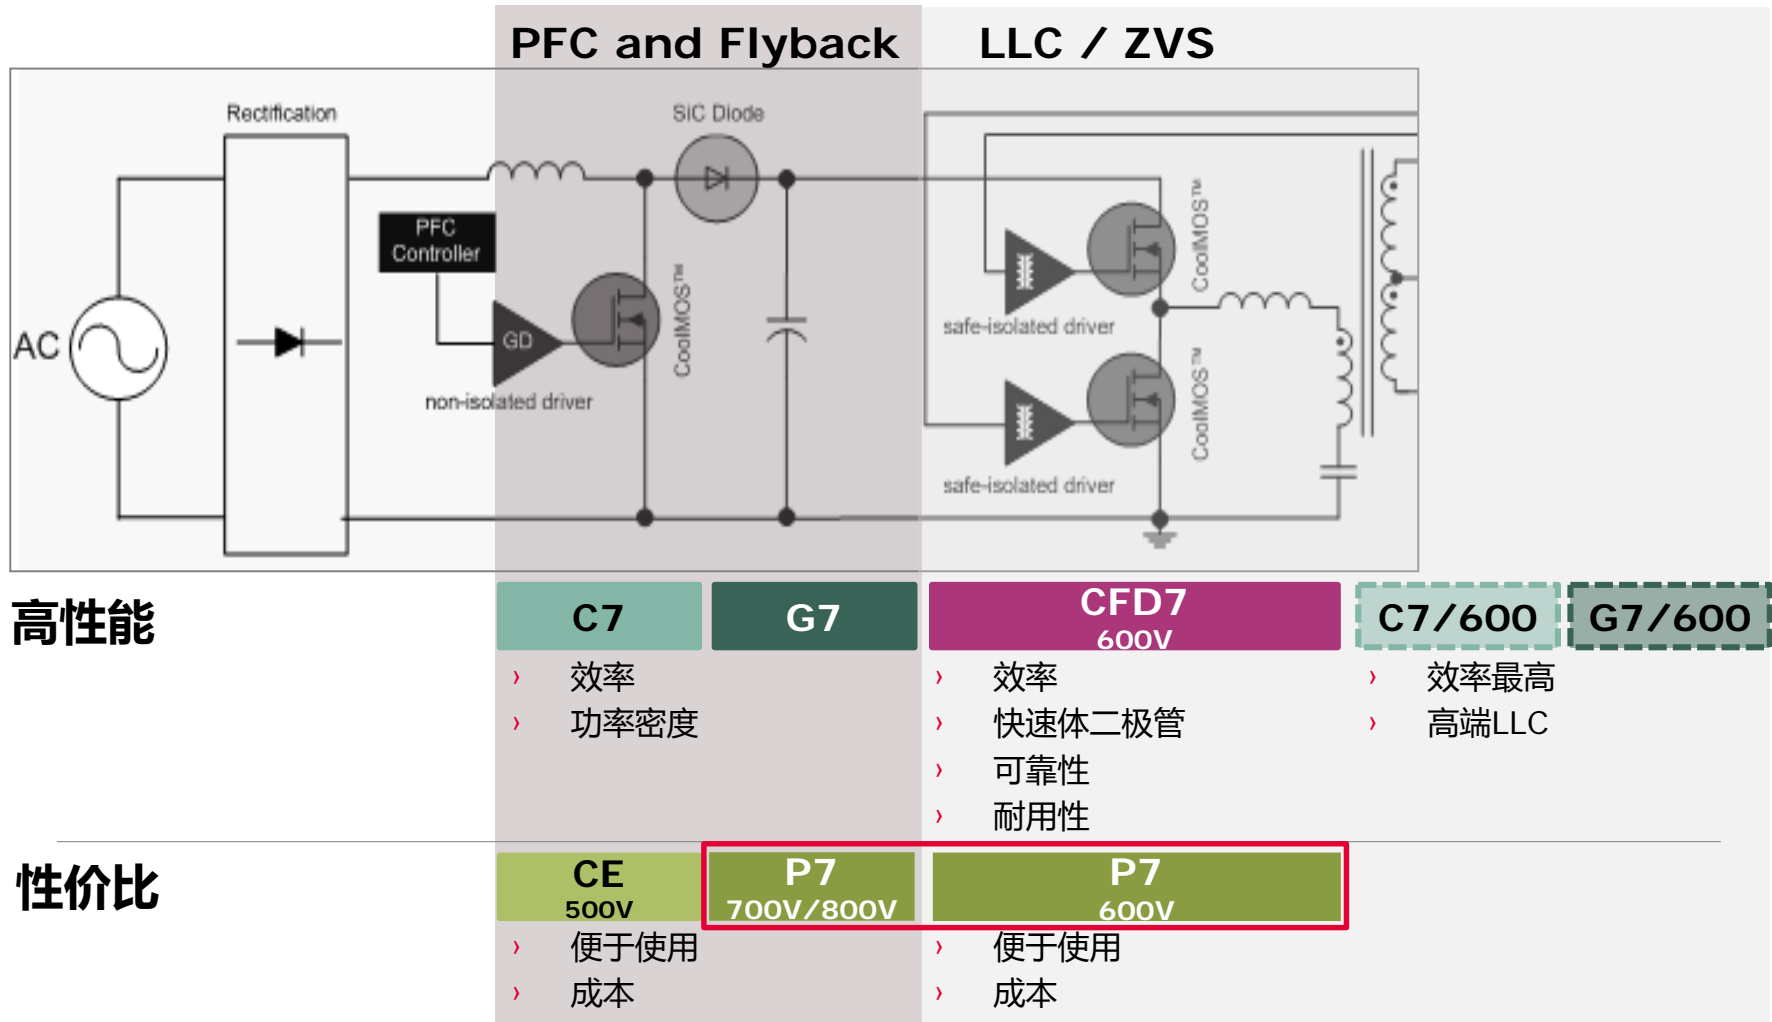 PFC and Flyback
LLC / ZVS
Rectification
SiC Diode
PFC
Controller
AC
GD
CoolMOS™
non-isolated driver
CoolMOS™
safe-isolated driver
CoolMOS™
safe-isolated driver
高性能
C7
G7
CFD7
600V
C7/600
G7/600
› 效率
› 功率密度
› 效率
› 快速体二极管
› 可靠性
› 耐用性
› 效率最高
› 高端LLC
性价比
CE
500V
P7
700V/800V
P7
600V
› 便于使用
› 成本
› 便于使用
› 成本